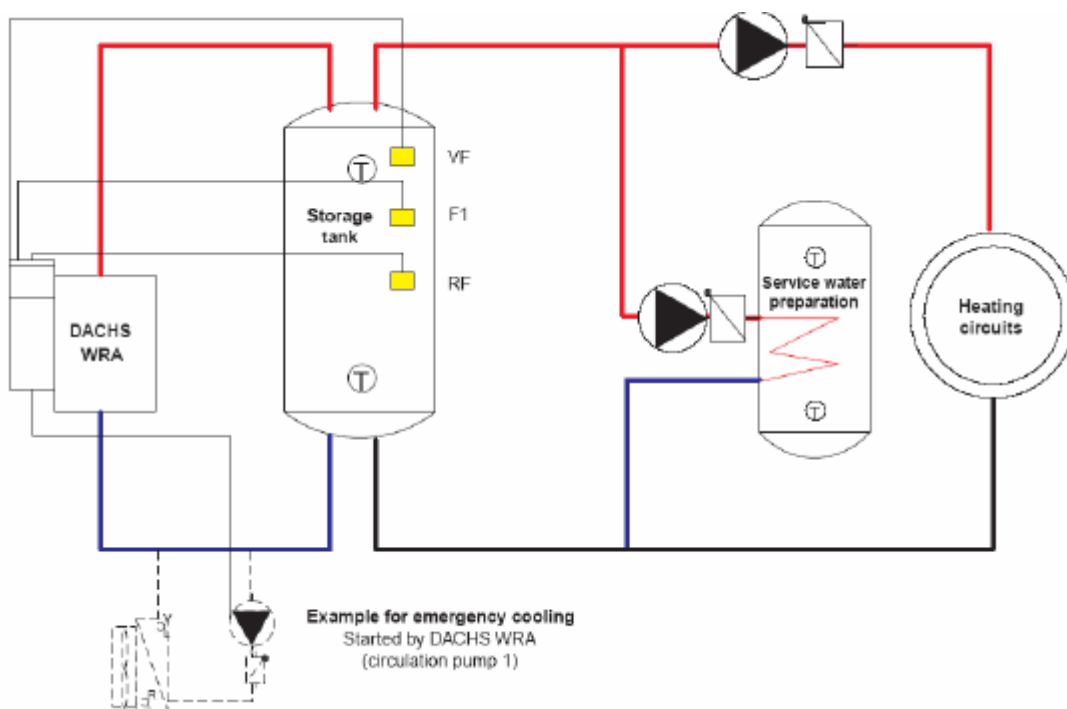 VF
T
Storage
tank
F1
RF
DACHS
WRA
T
T
Service water
preparation
T
Heating
circuits
Example for emergency cooling
Started by DACHS WRA
(circulation pump 1)